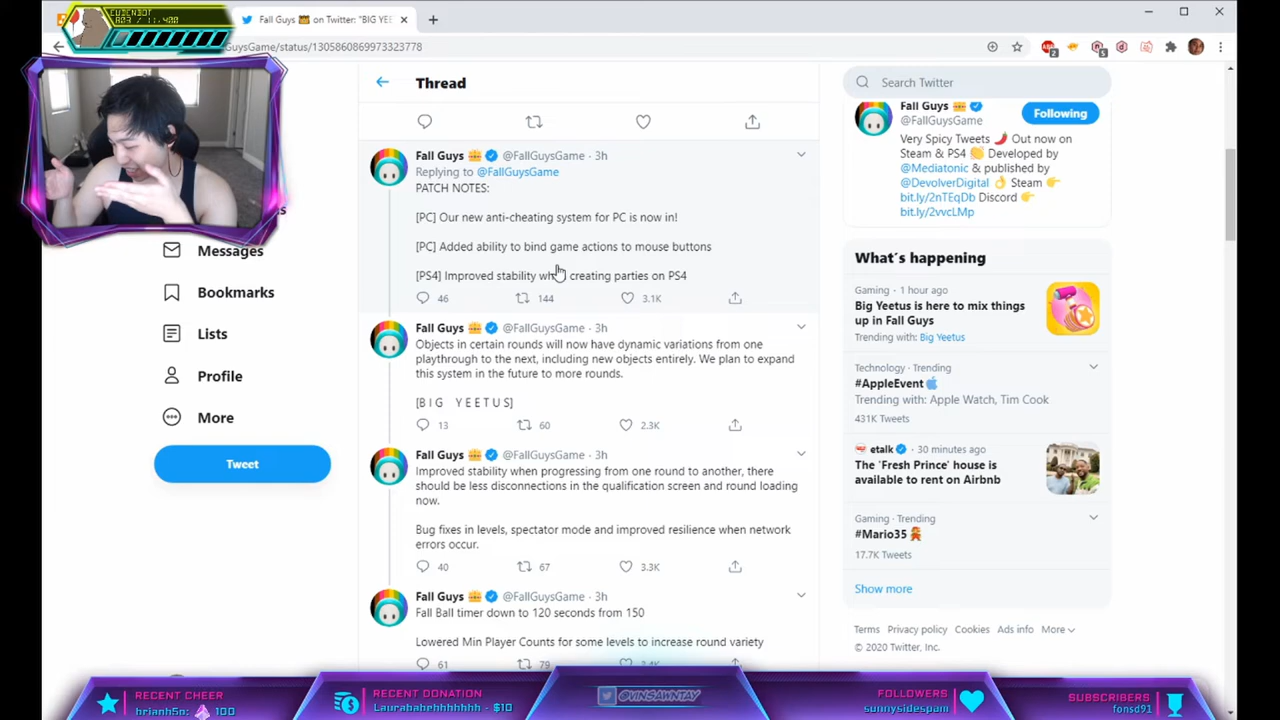 CUBENBOT
803 / 11,400
Fall Guys 👑 on Twitter: "BIG YEE
GuysGame/status/1305860869973323778
Thread
Search Twitter
Fall Guys 👑
@FallGuysGame
Following
Very Spicy Tweets 🌶️ Out now on
Steam & PS4 👏 Developed by
@Mediatonic & published by
@DevolverDigital 👌 Steam 👉
bit.ly/2nTEqDb Discord 👉
bit.ly/2vvcLMp
Messages
Bookmarks
Lists
Profile
More
Tweet
Fall Guys 👑 @FallGuysGame · 3h
Replying to @FallGuysGame
PATCH NOTES:
[PC] Our new anti-cheating system for PC is now in!
[PC] Added ability to bind game actions to mouse buttons
[PS4] Improved stability when creating parties on PS4
46 144 3.1K
Fall Guys 👑 @FallGuysGame · 3h
Objects in certain rounds will now have dynamic variations from one
playthrough to the next, including new objects entirely. We plan to expand
this system in the future to more rounds.
[B I G   Y E E T U S]
13 60 2.3K
Fall Guys 👑 @FallGuysGame · 3h
Improved stability when progressing from one round to another, there
should be less disconnections in the qualification screen and round loading
now.
Bug fixes in levels, spectator mode and improved resilience when network
errors occur.
40 67 3.3K
Fall Guys 👑 @FallGuysGame · 3h
Fall Ball timer down to 120 seconds from 150
Lowered Min Player Counts for some levels to increase round variety
61 79
What's happening
Gaming · 1 hour ago
Big Yeetus is here to mix things
up in Fall Guys
Trending with: Big Yeetus
Technology · Trending
#AppleEvent
Trending with: Apple Watch, Tim Cook
431K Tweets
etalk · 30 minutes ago
The 'Fresh Prince' house is
available to rent on Airbnb
Gaming · Trending
#Mario35
17.7K Tweets
Show more
Terms Privacy policy Cookies Ads info More
© 2020 Twitter, Inc.
RECENT CHEER
brianh5o: 100
RECENT DONATION
Laurababehhhhhhh - $10
@VINSAWNTAY
FOLLOWERS
sunnysidespam
SUBSCRIBERS
fonsd91